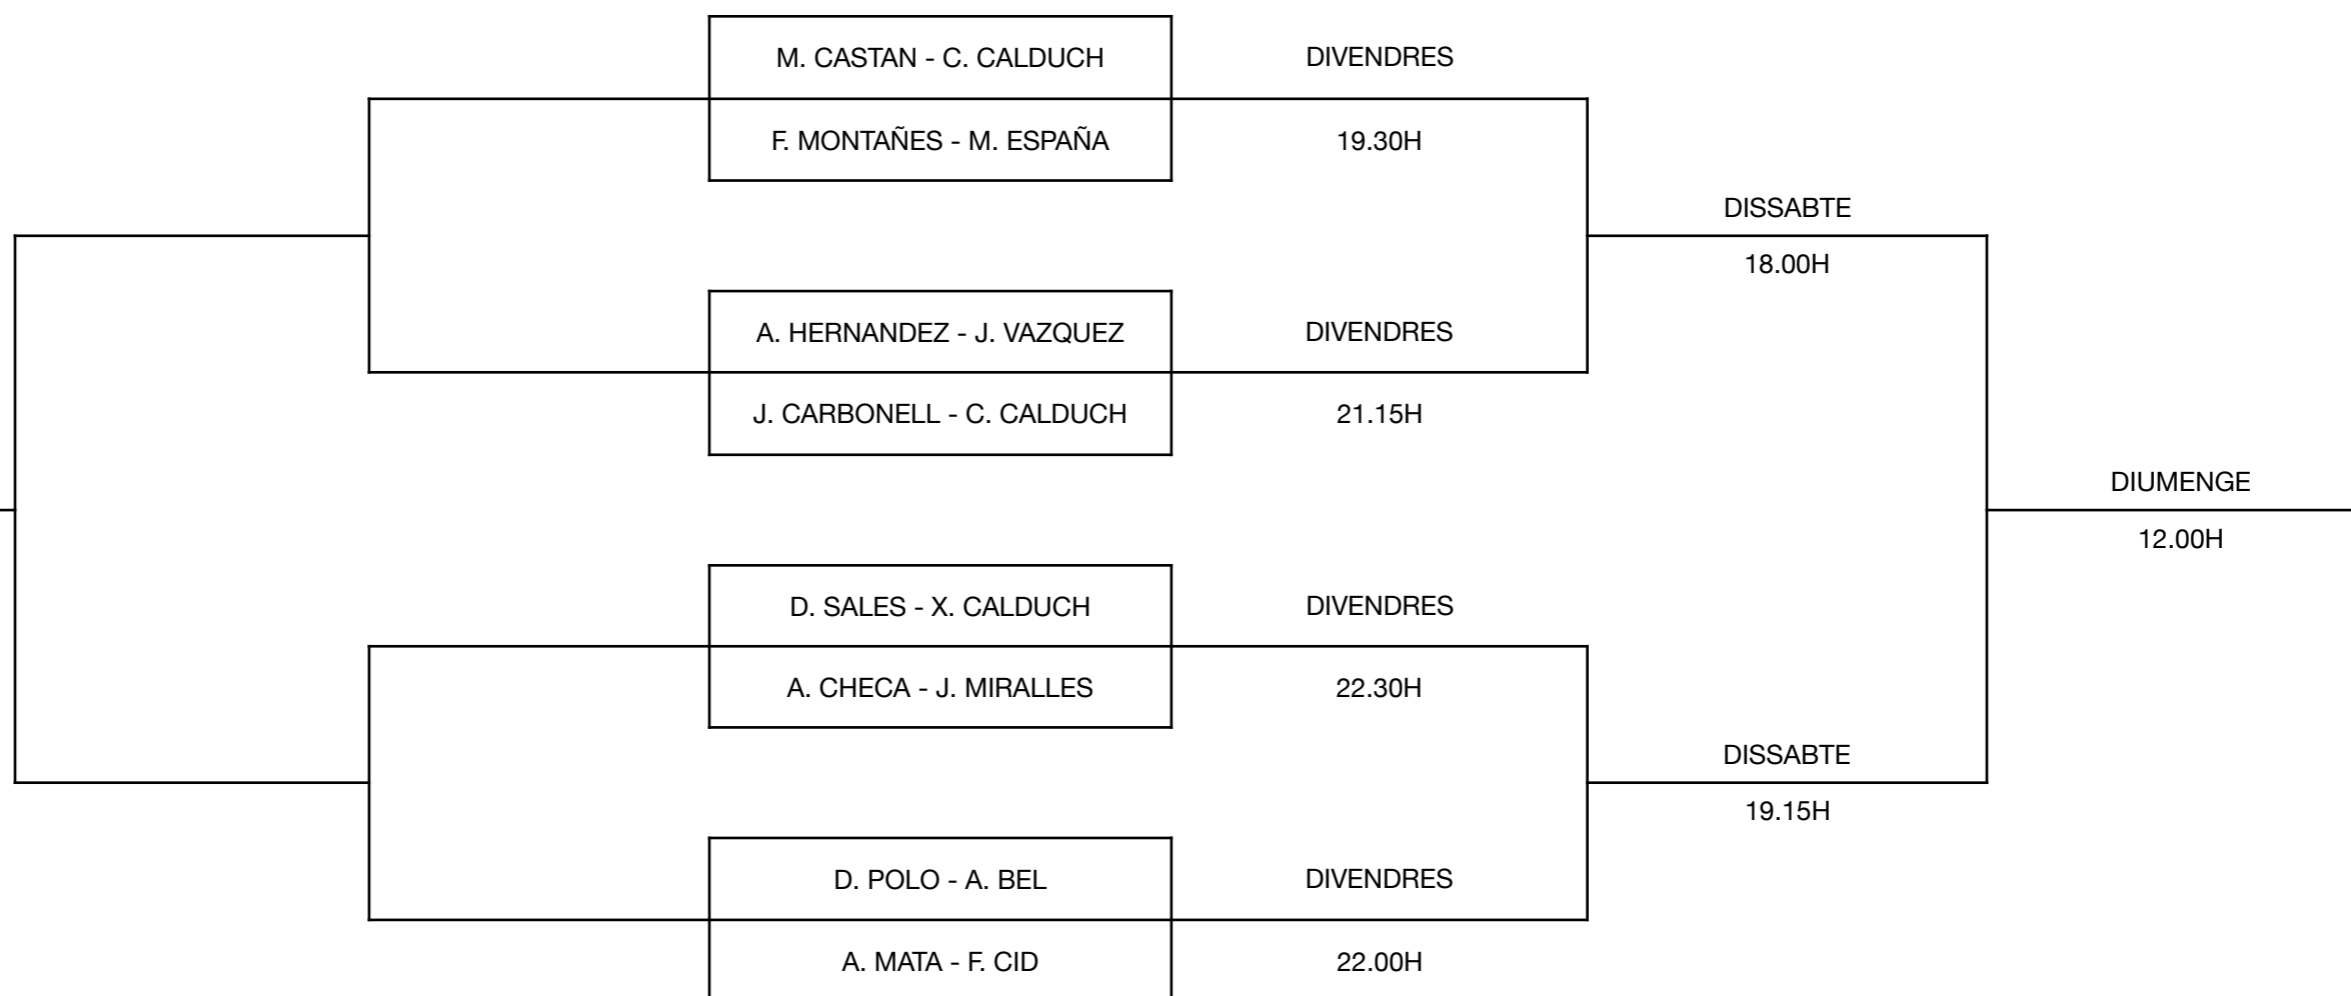 M. CASTAN - C. CALDUCH
DIVENDRES
F. MONTAÑES - M. ESPAÑA
19.30H
DISSABTE
18.00H
A. HERNANDEZ - J. VAZQUEZ
DIVENDRES
J. CARBONELL - C. CALDUCH
21.15H
DIUMENGE
12.00H
D. SALES - X. CALDUCH
DIVENDRES
A. CHECA - J. MIRALLES
22.30H
DISSABTE
19.15H
D. POLO - A. BEL
DIVENDRES
A. MATA - F. CID
22.00H